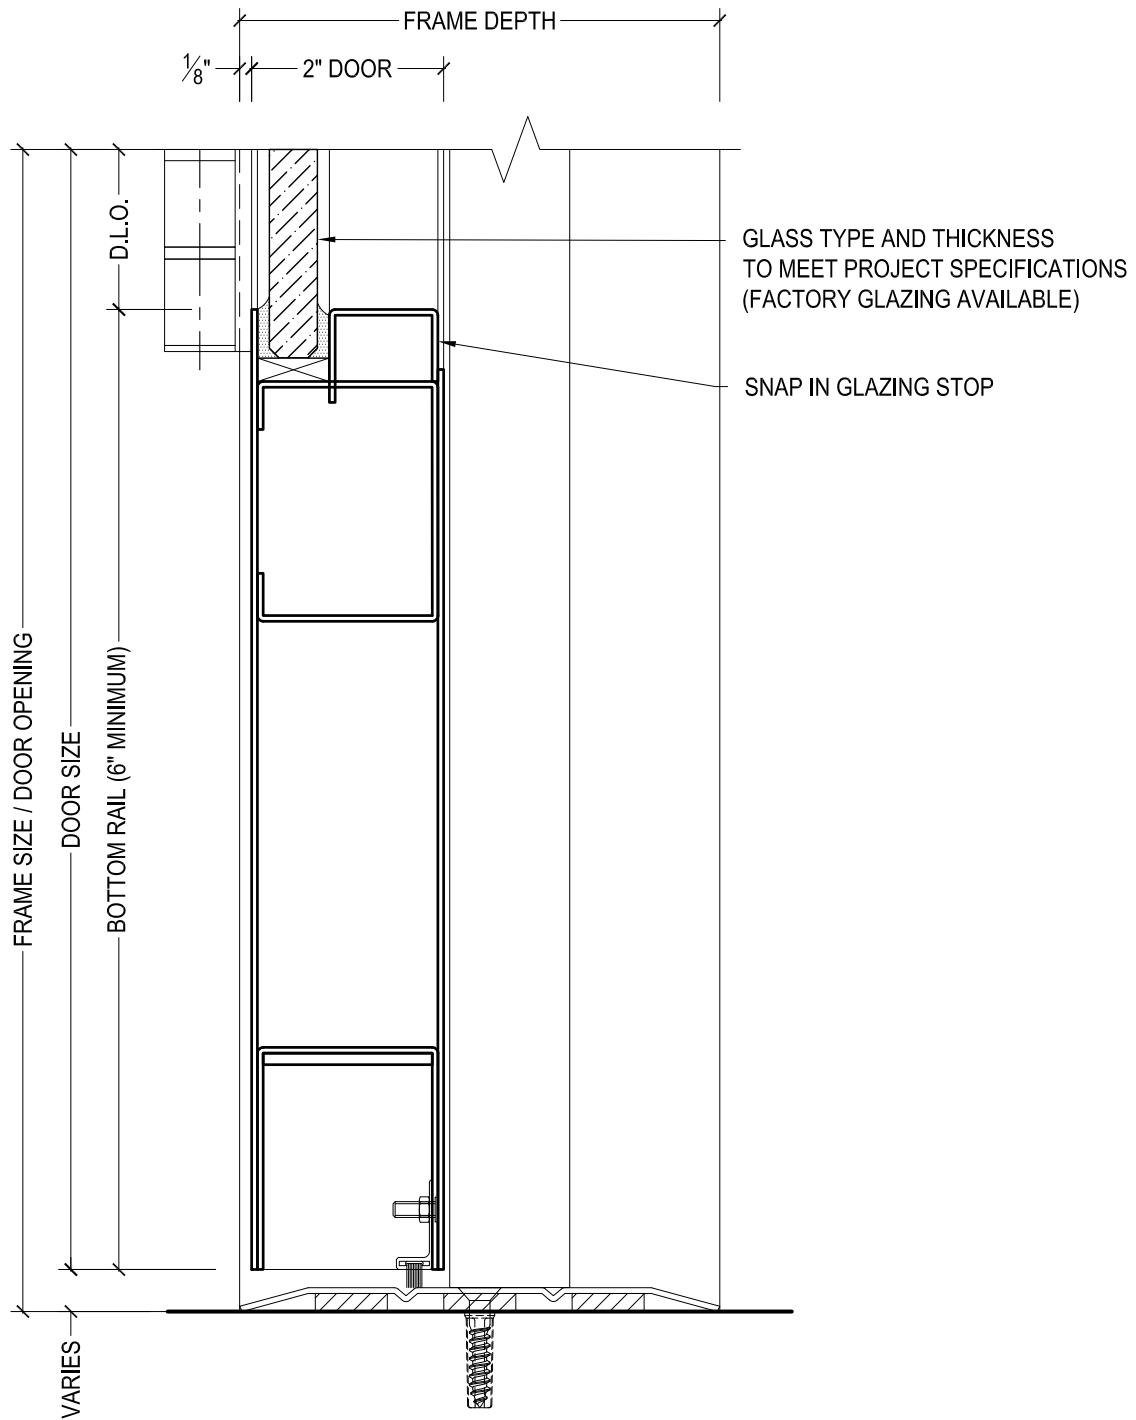 FRAME DEPTH
1/8"
2" DOOR
D.L.O.
GLASS TYPE AND THICKNESS
TO MEET PROJECT SPECIFICATIONS
(FACTORY GLAZING AVAILABLE)
SNAP IN GLAZING STOP
FRAME SIZE / DOOR OPENING
DOOR SIZE
BOTTOM RAIL (6" MINIMUM)
VARIES